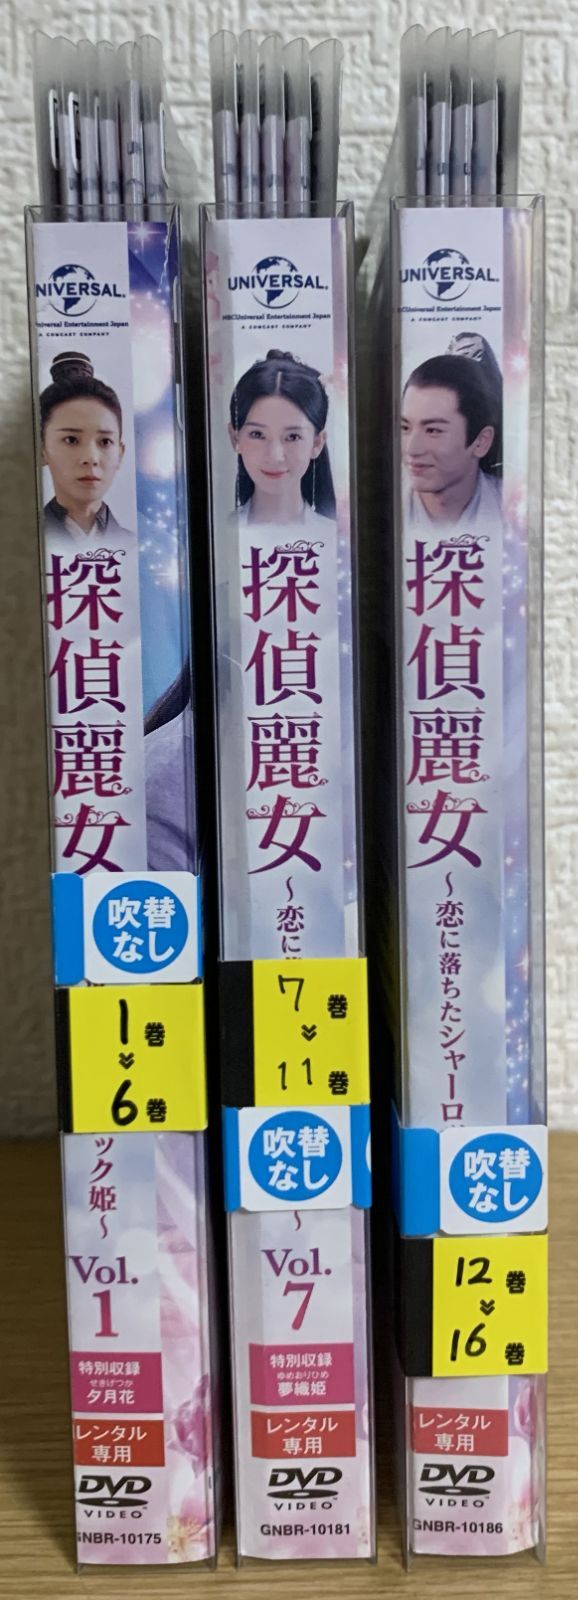 UNIVERSAL
Universal Entertainment Japan
A COMCAST COMPANY
探偵麗女
吹替なし
1巻
6巻
ック姫～
Vol.
1
特別収録
せきげつか
夕月花
レンタル
専用
DVD
VIDEO
GNBR-10175
UNIVERSAL
NBCUniversal Entertainment Japan
A COMCAST COMPANY
探偵麗女
～恋に
7巻
11巻
吹替なし
～
Vol.
7
特別収録
ゆめおりひめ
夢織姫
レンタル
専用
DVD
VIDEO
GNBR-10181
UNIVERSAL
NBCUniversal Entertainment Japan
A COMCAST COMPANY
探偵麗女
～恋に落ちたシャーロ
吹替なし
12巻
16巻
レンタル
専用
DVD
VIDEO
GNBR-10186